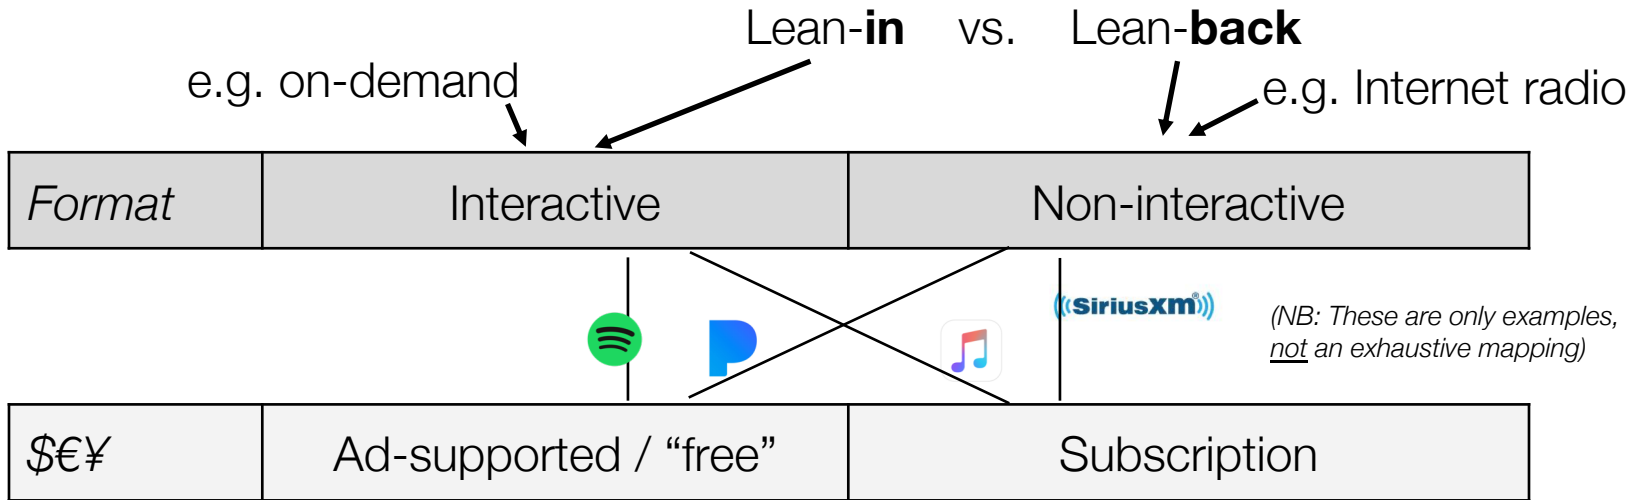 Lean-in vs. Lean-back
e.g. on-demand
e.g. Internet radio
Format
Interactive
Non-interactive
((SiriusXM®))
(NB: These are only examples,
not an exhaustive mapping)
$€¥
Ad-supported / “free”
Subscription